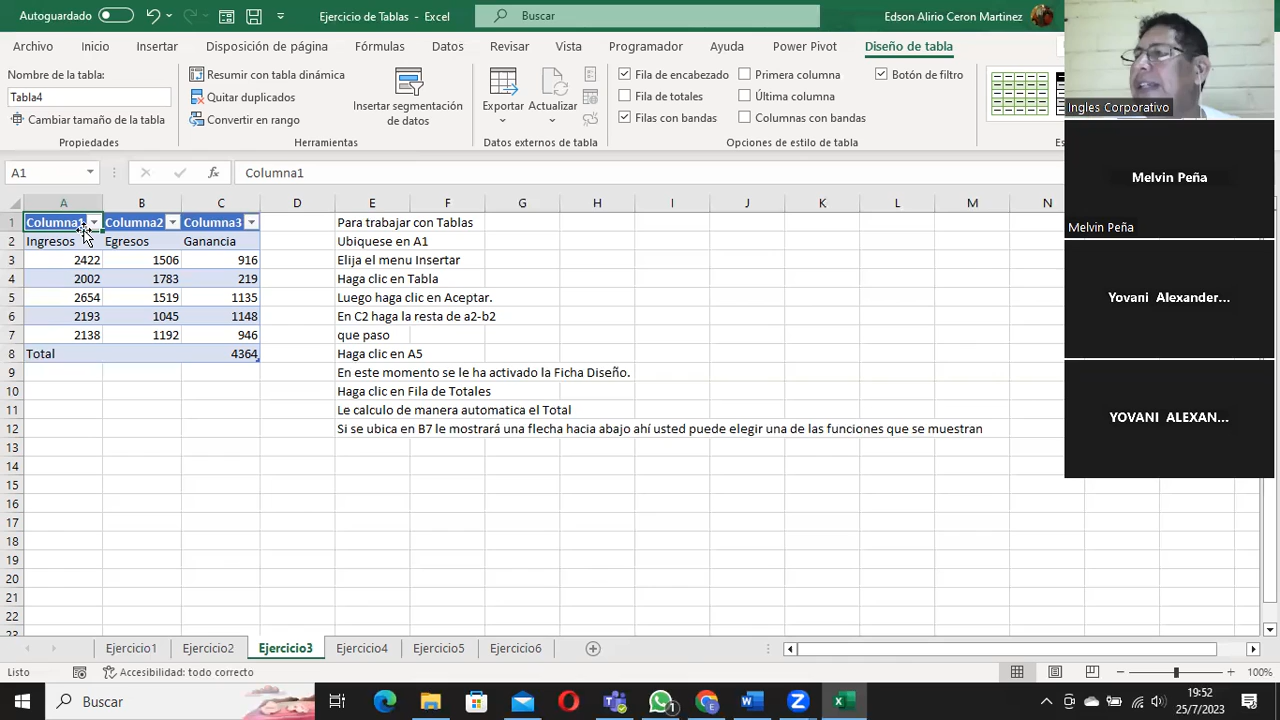 Autoguardado
Ejercicio de Tablas - Excel
Buscar
Edson Alirio Ceron Martinez
Archivo Inicio Insertar Disposición de página Fórmulas Datos Revisar Vista Programador Ayuda Power Pivot Diseño de tabla
Nombre de la tabla:
Tabla4
Cambiar tamaño de la tabla
Propiedades
Resumir con tabla dinámica
Quitar duplicados
Convertir en rango
Herramientas
Insertar segmentación de datos
Exportar Actualizar
Datos externos de tabla
Fila de encabezado Primera columna Botón de filtro
Fila de totales Última columna
Filas con bandas Columnas con bandas
Opciones de estilo de tabla
Ingles Corporativo
Melvin Peña
Melvin Peña
Yovani Alexander...
YOVANI ALEXAN...
A1 fx Columna1
A B C D E F G H I J K L M N
1 Columna1 Columna2 Columna3 Para trabajar con Tablas
2 Ingresos Egresos Ganancia Ubiquese en A1
3 2422 1506 916 Elija el menu Insertar
4 2002 1783 219 Haga clic en Tabla
5 2654 1519 1135 Luego haga clic en Aceptar.
6 2193 1045 1148 En C2 haga la resta de a2-b2
7 2138 1192 946 que paso
8 Total 4364 Haga clic en A5
9 En este momento se le ha activado la Ficha Diseño.
10 Haga clic en Fila de Totales
11 Le calculo de manera automatica el Total
12 Si se ubica en B7 le mostrará una flecha hacia abajo ahí usted puede elegir una de las funciones que se muestran
13
14
15
16
17
18
19
20
21
22
23
Ejercicio1 Ejercicio2 Ejercicio3 Ejercicio4 Ejercicio5 Ejercicio6
Listo Accesibilidad: todo correcto 100%
Buscar
19:52
25/7/2023